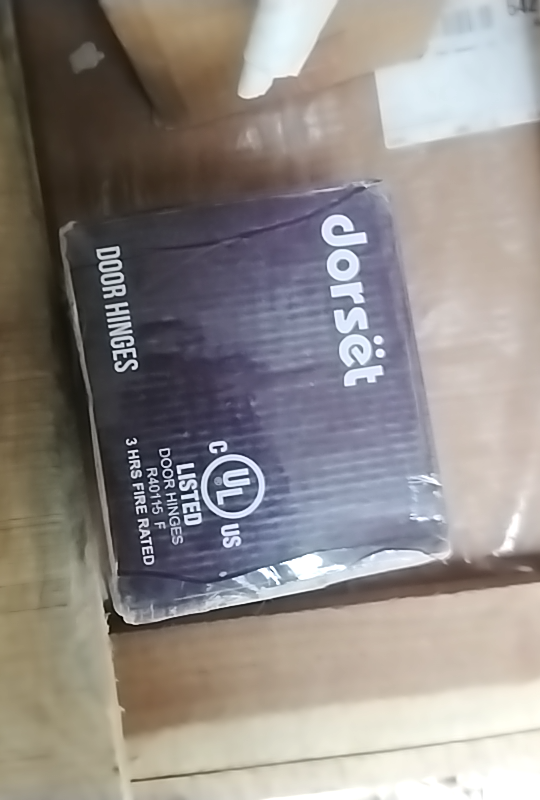 dorsët
DOOR HINGES
C UL US
®
LISTED
DOOR HINGES
R40115 F
3 HRS FIRE RATED